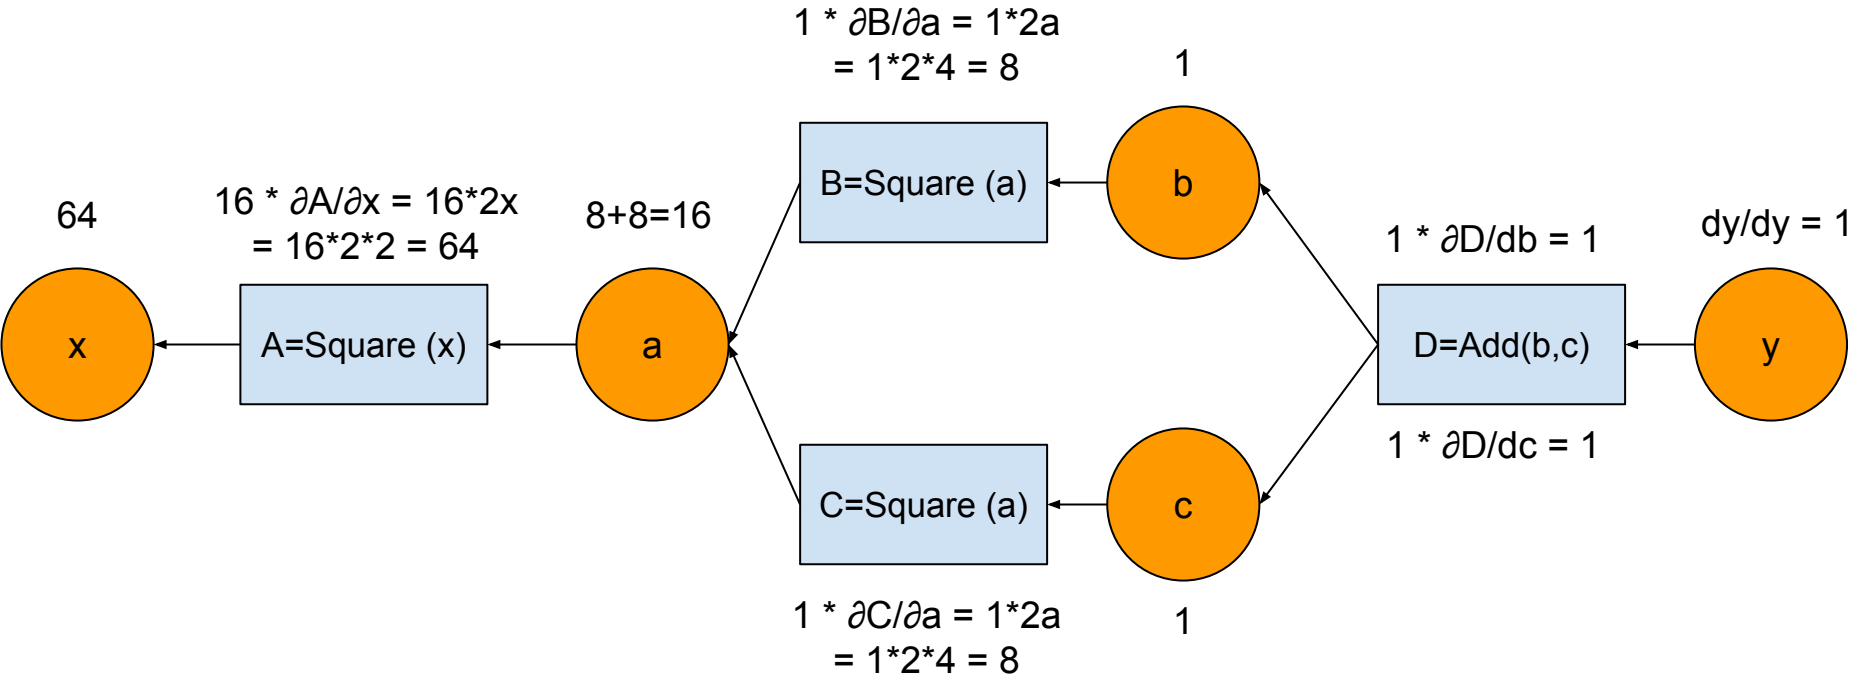 1 * ∂B/∂a = 1*2a
= 1*2*4 = 8
1
B=Square (a)
b
16 * ∂A/∂x = 16*2x
= 16*2*2 = 64
64
8+8=16
1 * ∂D/db = 1
dy/dy = 1
x
A=Square (x)
a
D=Add(b,c)
y
1 * ∂D/dc = 1
C=Square (a)
c
1 * ∂C/∂a = 1*2a
= 1*2*4 = 8
1